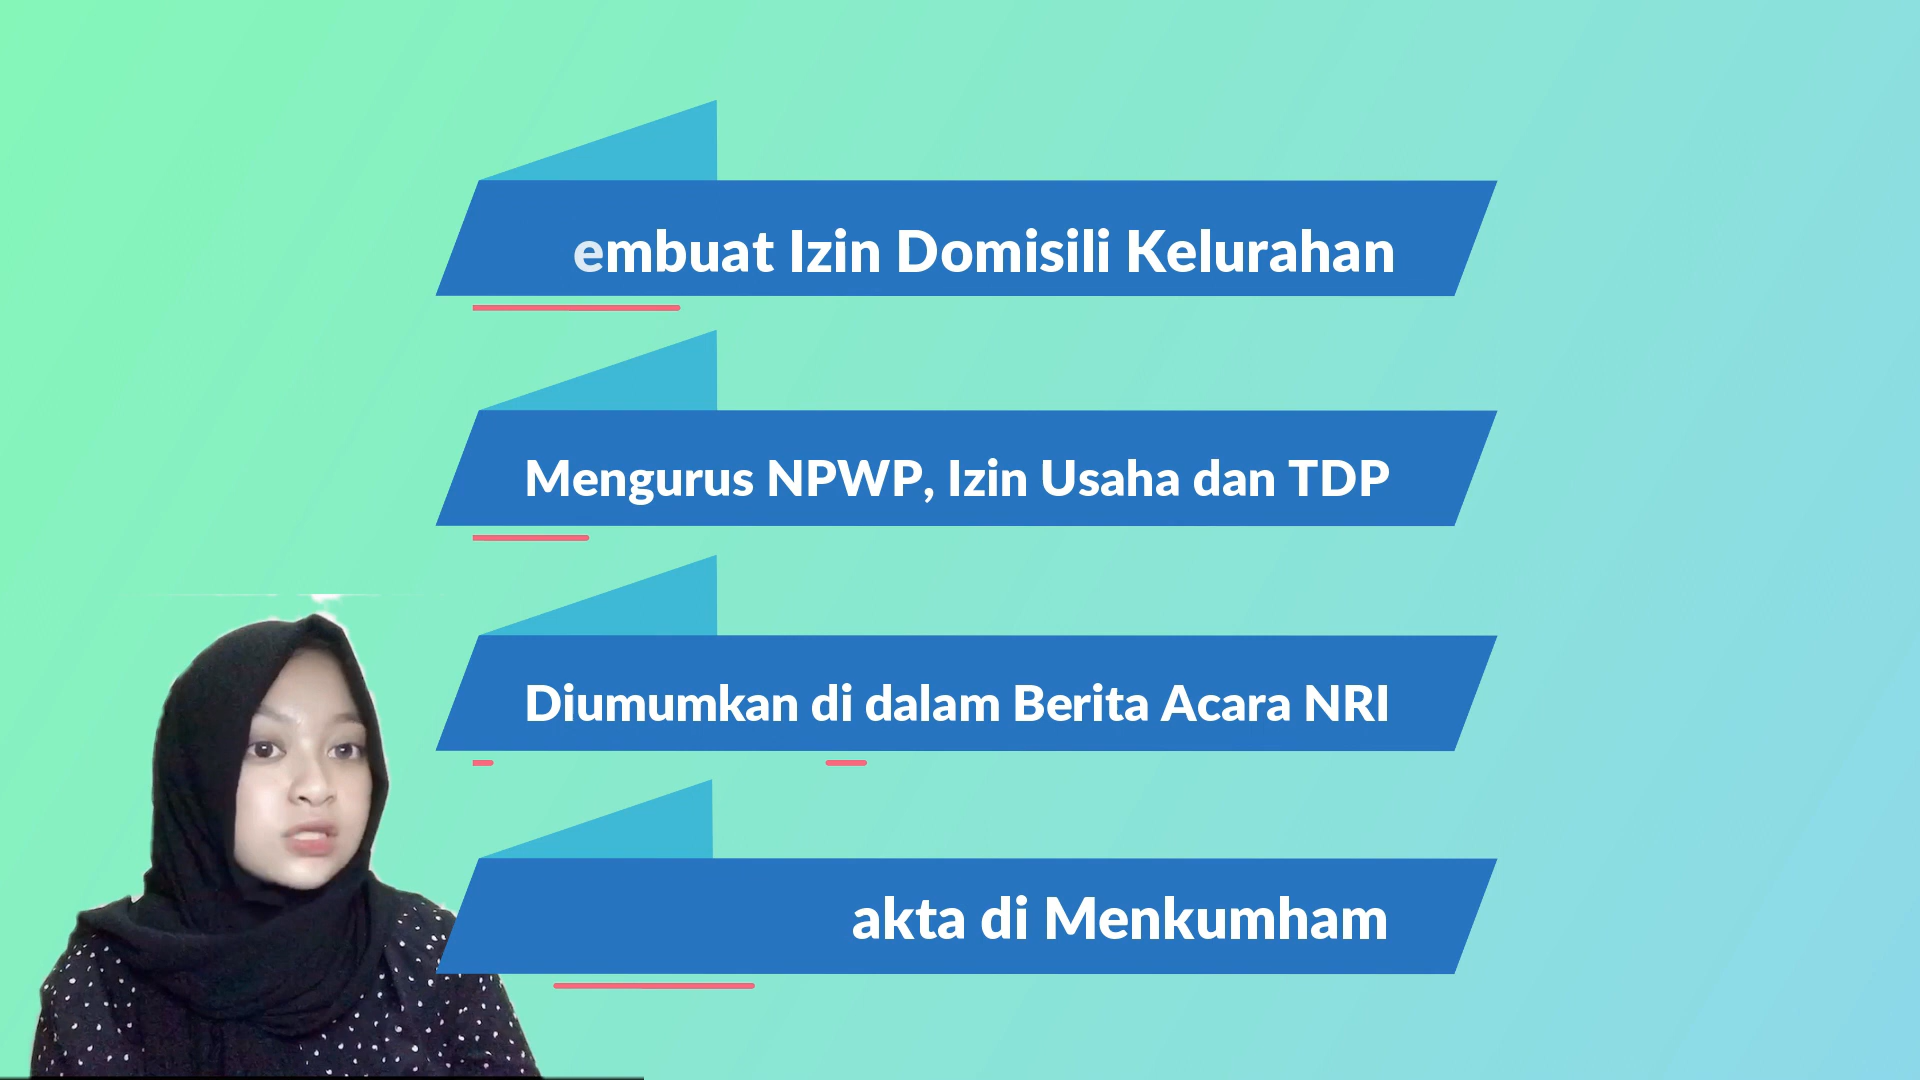 embuat Izin Domisili Kelurahan
Mengurus NPWP, Izin Usaha dan TDP
Diumumkan di dalam Berita Acara NRI
akta di Menkumham